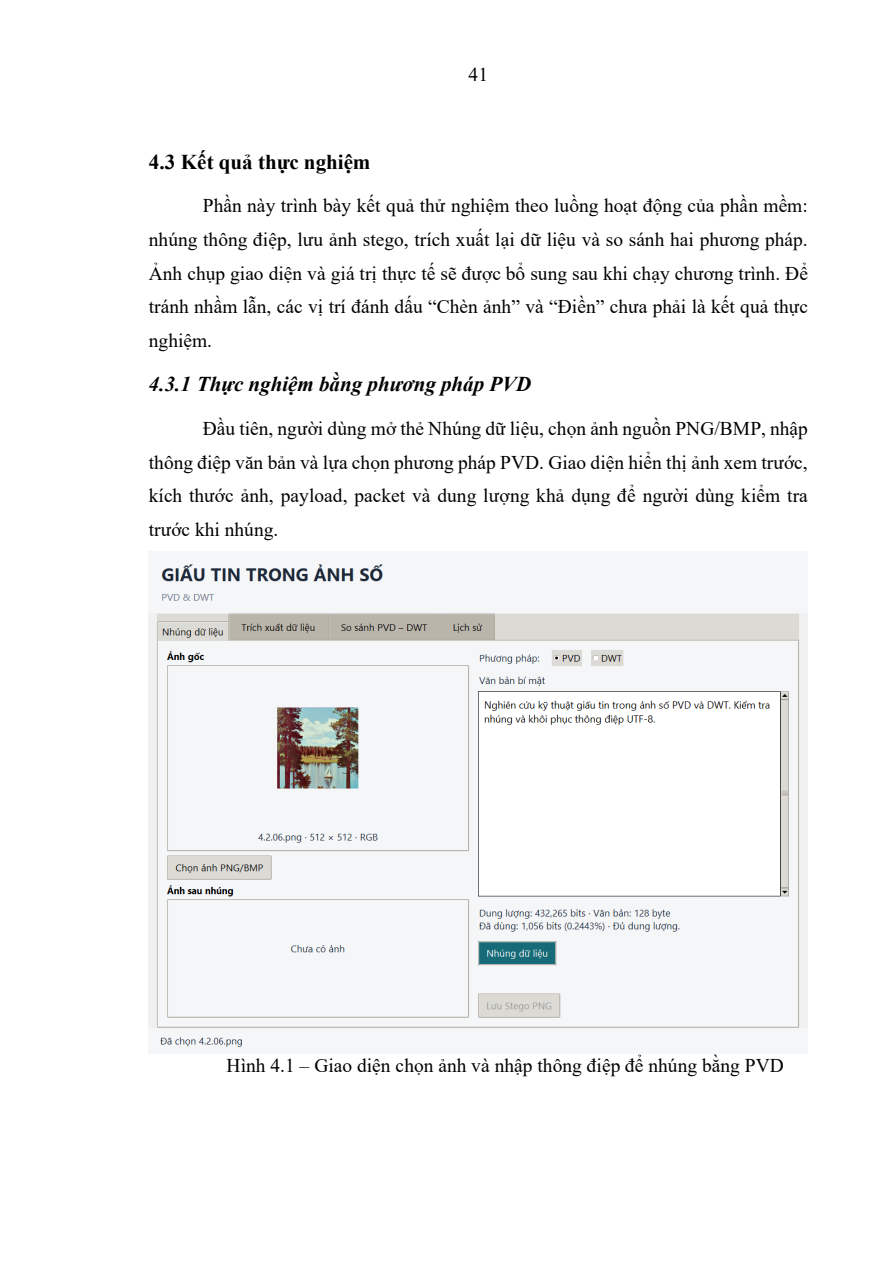 41
4.3 Kết quả thực nghiệm
Phần này trình bày kết quả thử nghiệm theo luồng hoạt động của phần mềm:
nhúng thông điệp, lưu ảnh stego, trích xuất lại dữ liệu và so sánh hai phương pháp.
Ảnh chụp giao diện và giá trị thực tế sẽ được bổ sung sau khi chạy chương trình. Để
tránh nhầm lẫn, các vị trí đánh dấu “Chèn ảnh” và “Điền” chưa phải là kết quả thực
nghiệm.
4.3.1 Thực nghiệm bằng phương pháp PVD
Đầu tiên, người dùng mở thẻ Nhúng dữ liệu, chọn ảnh nguồn PNG/BMP, nhập
thông điệp văn bản và lựa chọn phương pháp PVD. Giao diện hiển thị ảnh xem trước,
kích thước ảnh, payload, packet và dung lượng khả dụng để người dùng kiểm tra
trước khi nhúng.
GIẤU TIN TRONG ẢNH SỐ
PVD & DWT
Nhúng dữ liệu Trích xuất dữ liệu So sánh PVD – DWT Lịch sử
Ảnh gốc
4.2.06.png · 512 × 512 · RGB
Chọn ảnh PNG/BMP
Ảnh sau nhúng
Chưa có ảnh
Phương pháp: PVD DWT
Văn bản bí mật
Nghiên cứu kỹ thuật giấu tin trong ảnh số PVD và DWT. Kiểm tra
nhúng và khôi phục thông điệp UTF-8.
Dung lượng: 432,265 bits · Văn bản: 128 byte
Đã dùng: 1,056 bits (0.2443%) · Đủ dung lượng.
Nhúng dữ liệu
Lưu Stego PNG
Đã chọn 4.2.06.png
Hình 4.1 – Giao diện chọn ảnh và nhập thông điệp để nhúng bằng PVD